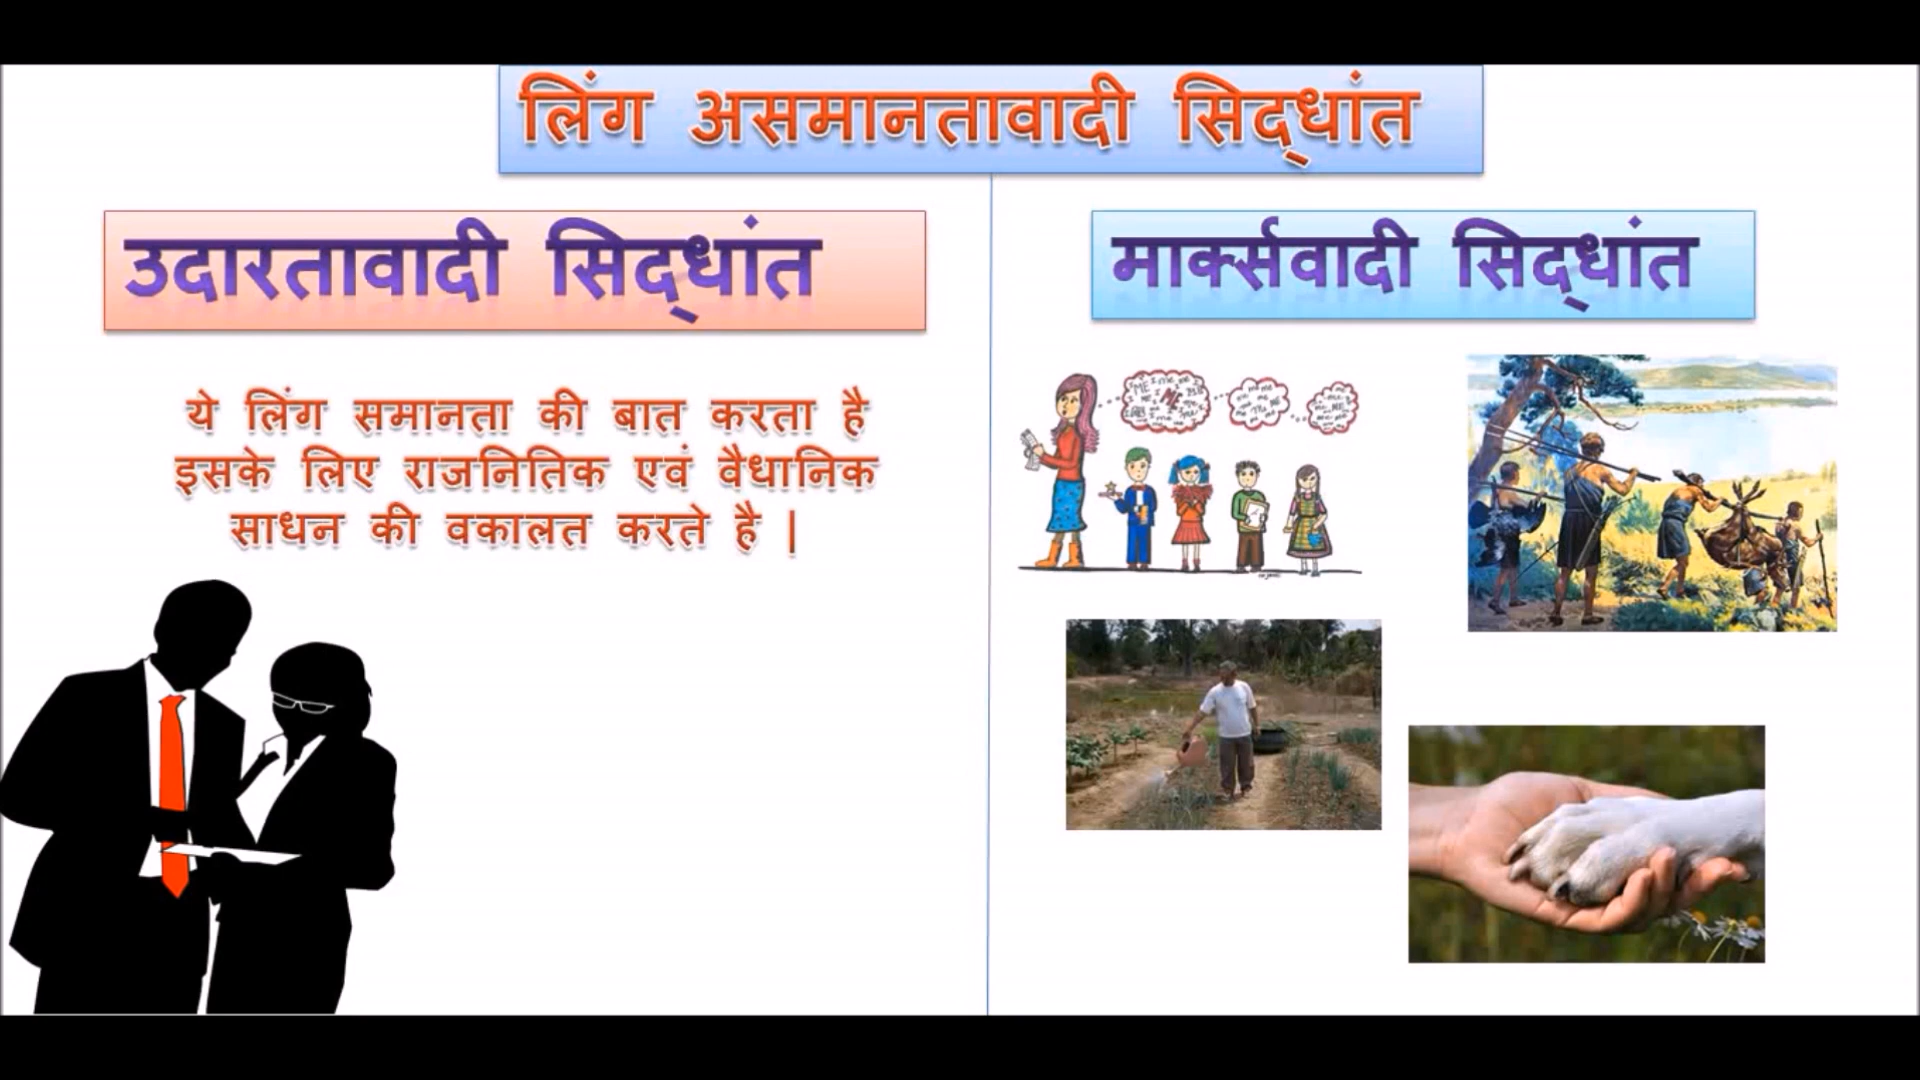 लिंग असमानतावादी सिद्धांत
उदारतावादी सिद्धांत
ये लिंग समानता की बात करता है
इसके लिए राजनितिक एवं वैधानिक
साधन की वकालत करते है |
मार्क्सवादी सिद्धांत